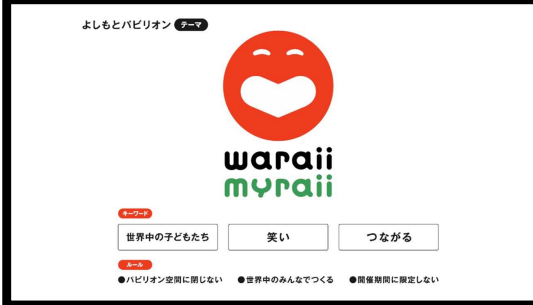 よしもとパビリオン テーマ
waraii
myraii
キーワード
世界中の子どもたち 笑い つながる
ルール
●パビリオン空間に閉じない ●世界中のみんなでつくる ●開催期間に限定しない